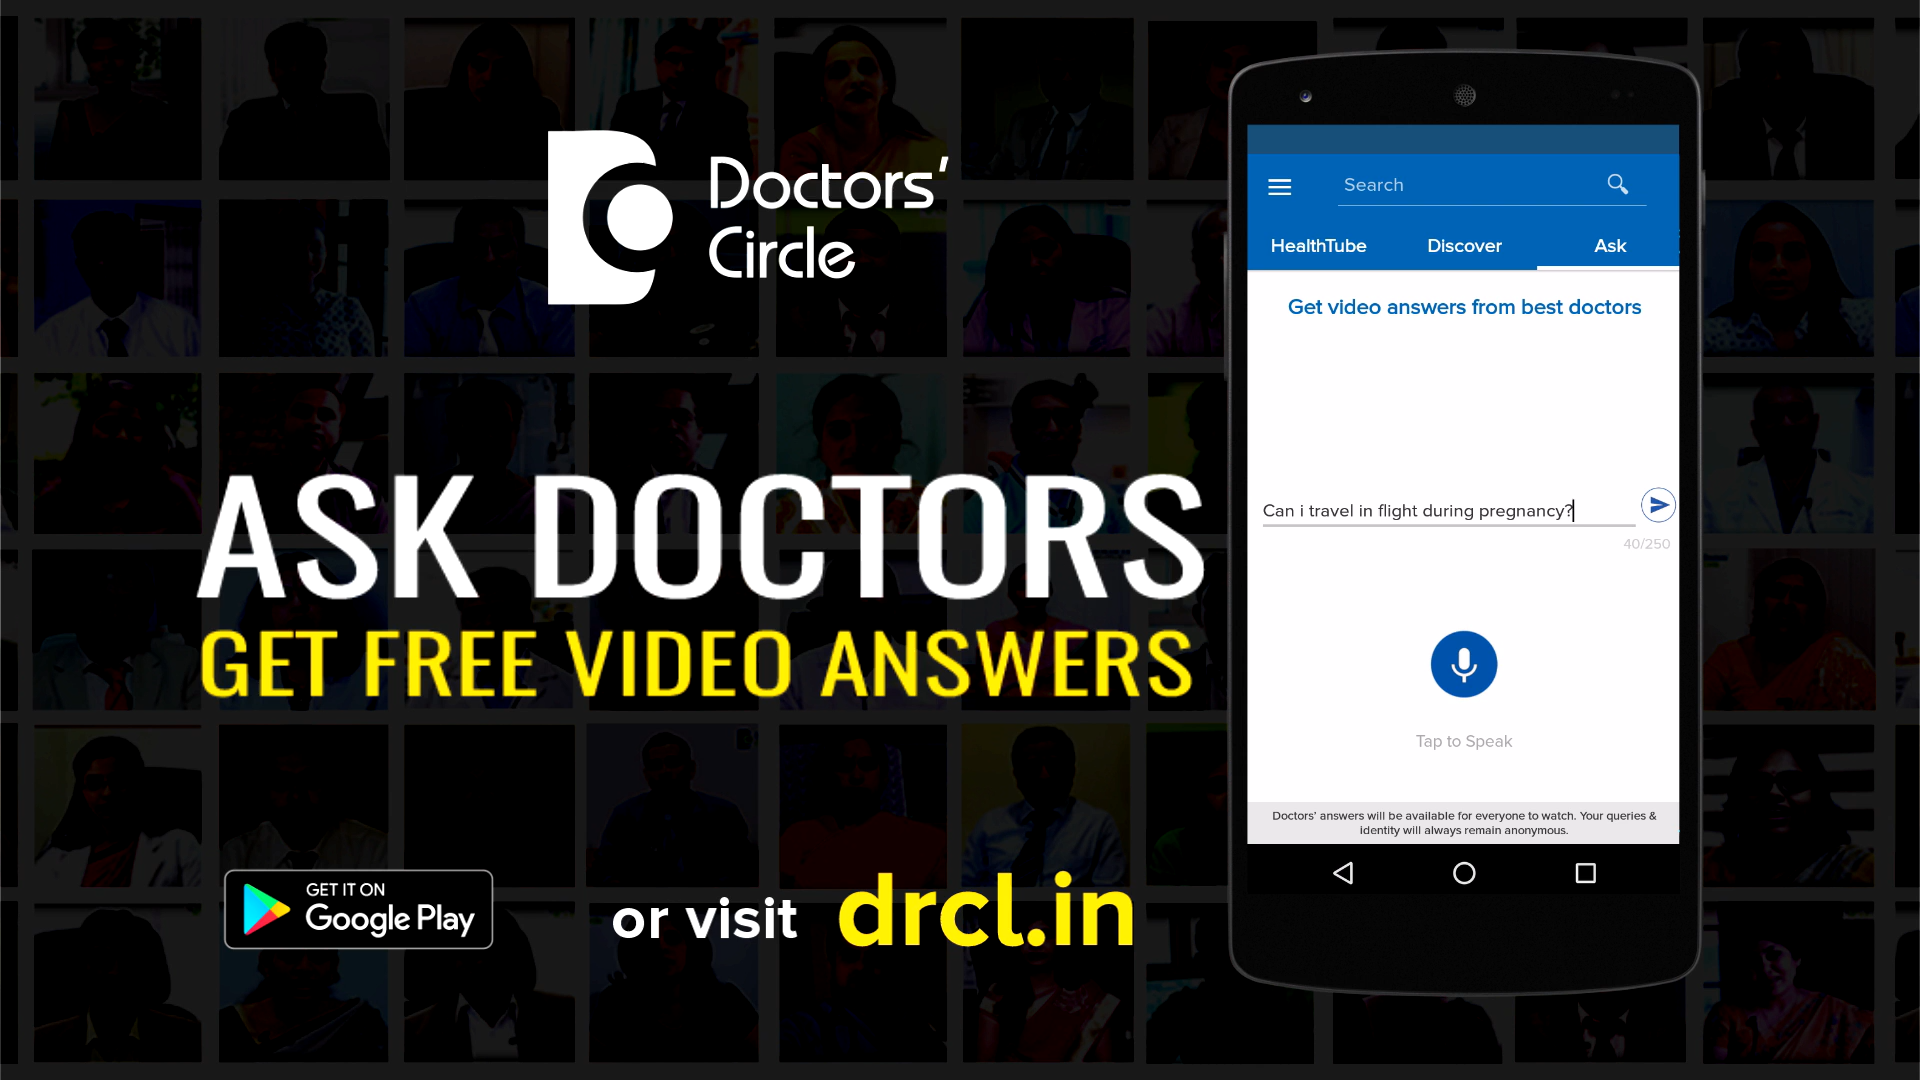 Doctors'
Circle
ASK DOCTORS
GET FREE VIDEO ANSWERS
GET IT ON
Google Play
or visit drcl.in
Search
HealthTube Discover Ask
Get video answers from best doctors
Can i travel in flight during pregnancy?
40/250
Tap to Speak
Doctors' answers will be available for everyone to watch. Your queries &
identity will always remain anonymous.